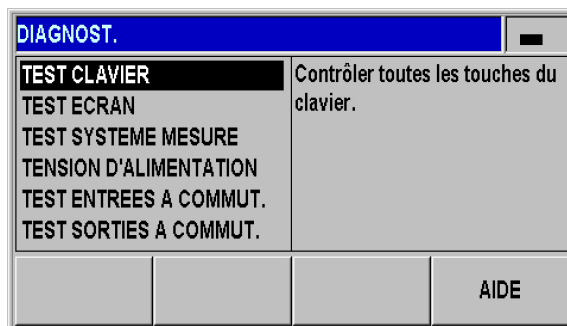 DIAGNOST.
TEST CLAVIER
TEST ECRAN
TEST SYSTEME MESURE
TENSION D'ALIMENTATION
TEST ENTREES A COMMUT.
TEST SORTIES A COMMUT.
Contrôler toutes les touches du
clavier.
AIDE